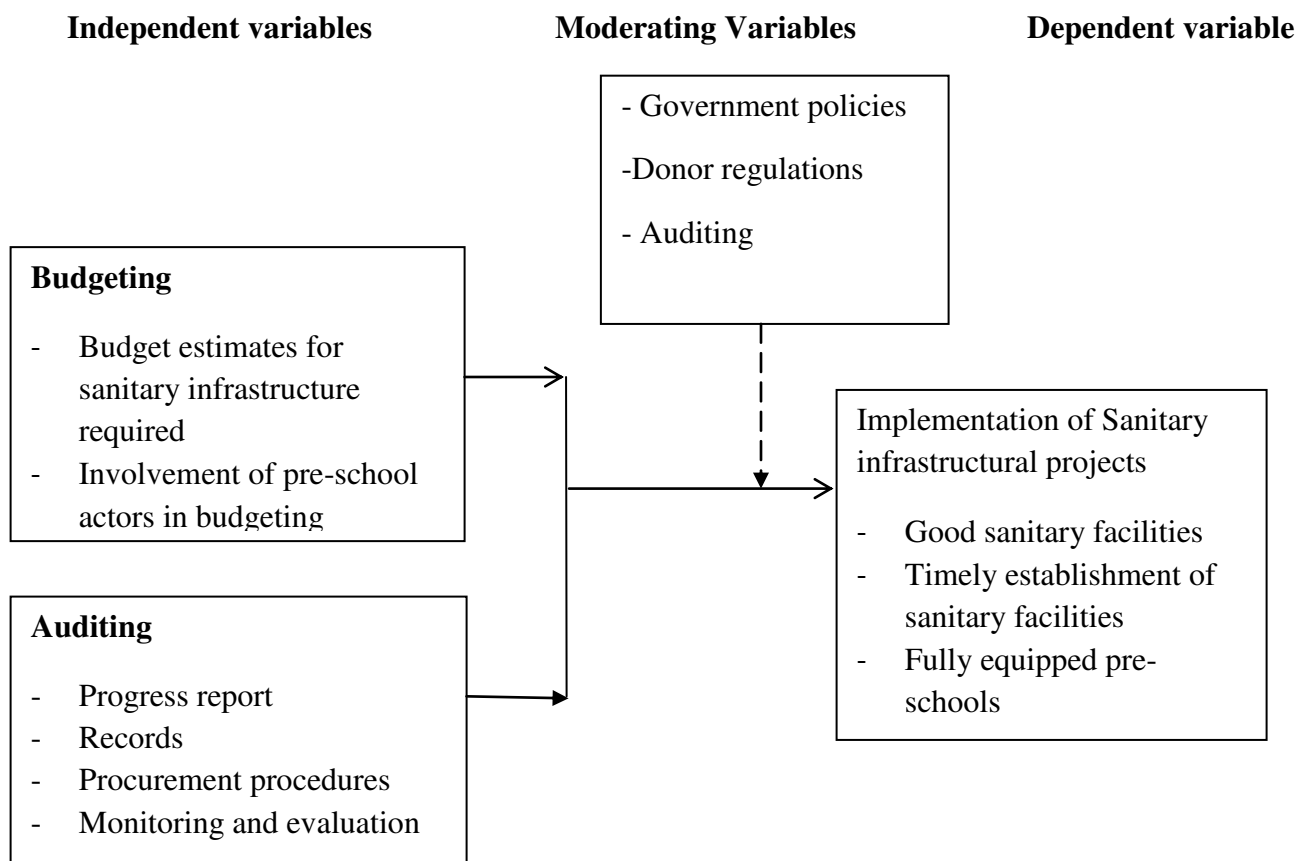 Independent variables
Moderating Variables
Dependent variable
- Government policies
-Donor regulations
- Auditing
Budgeting
- Budget estimates for
sanitary infrastructure
required
- Involvement of pre-school
actors in budgeting
Auditing
- Progress report
- Records
- Procurement procedures
- Monitoring and evaluation
Implementation of Sanitary
infrastructural projects
- Good sanitary facilities
- Timely establishment of
sanitary facilities
- Fully equipped pre-
schools